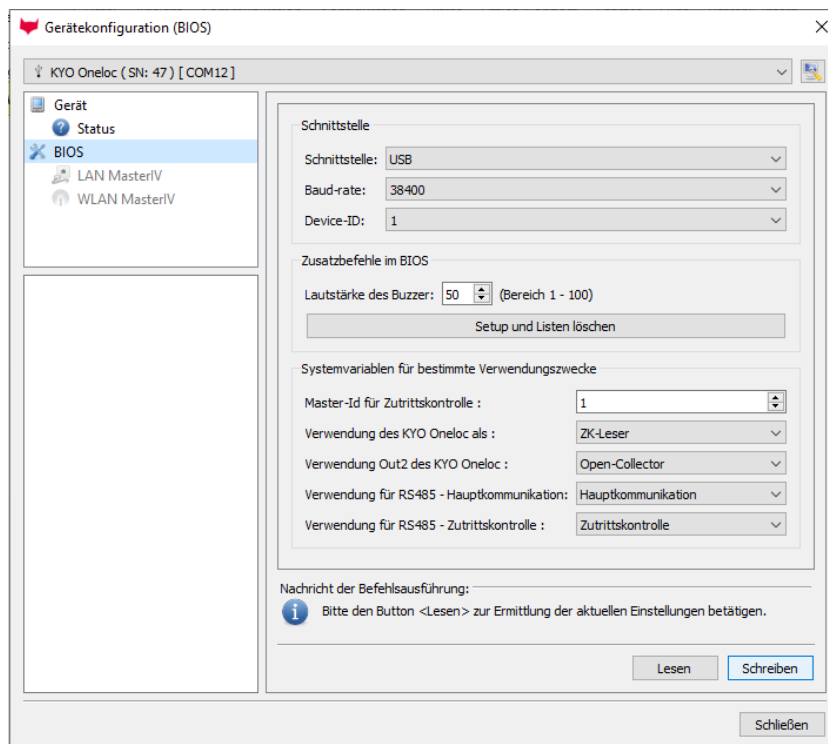 Gerätekonfiguration (BIOS)
KYO Oneloc ( SN: 47 ) [ COM12 ]
Gerät
Status
BIOS
LAN MasterIV
WLAN MasterIV
Schnittstelle
Schnittstelle: USB
Baud-rate: 38400
Device-ID: 1
Zusatzbefehle im BIOS
Lautstärke des Buzzer: 50 (Bereich 1 - 100)
Setup und Listen löschen
Systemvariablen für bestimmte Verwendungszwecke
Master-Id für Zutrittskontrolle : 1
Verwendung des KYO Oneloc als : ZK-Leser
Verwendung Out2 des KYO Oneloc : Open-Collector
Verwendung für RS485 - Hauptkommunikation: Hauptkommunikation
Verwendung für RS485 - Zutrittskontrolle : Zutrittskontrolle
Nachricht der Befehlsausführung:
Bitte den Button <Lesen> zur Ermittlung der aktuellen Einstellungen betätigen.
Lesen Schreiben
Schließen